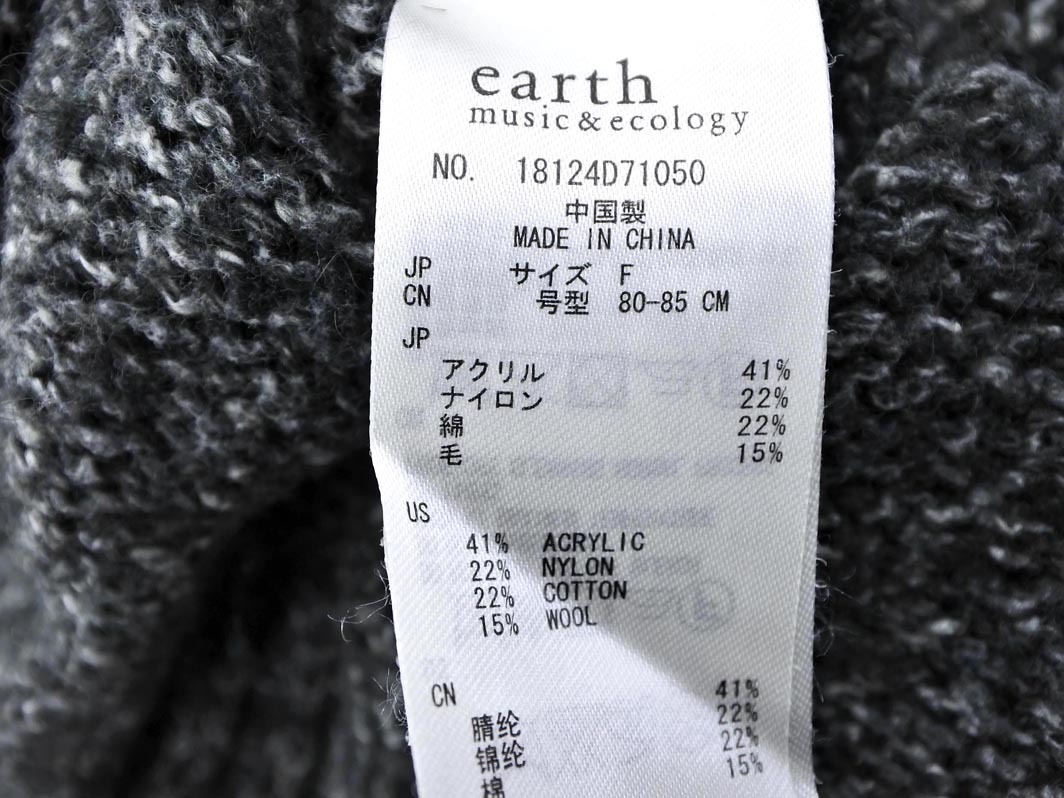 earth
music & ecology
NO. 18124D71050
中国製
MADE IN CHINA
JP サイズ F
CN 号型 80-85 CM
JP
アクリル 41%
ナイロン 22%
綿 22%
毛 15%
US
41% ACRYLIC
22% NYLON
22% COTTON
15% WOOL
CN
41%
腈纶 22%
锦纶 22%
棉 15%